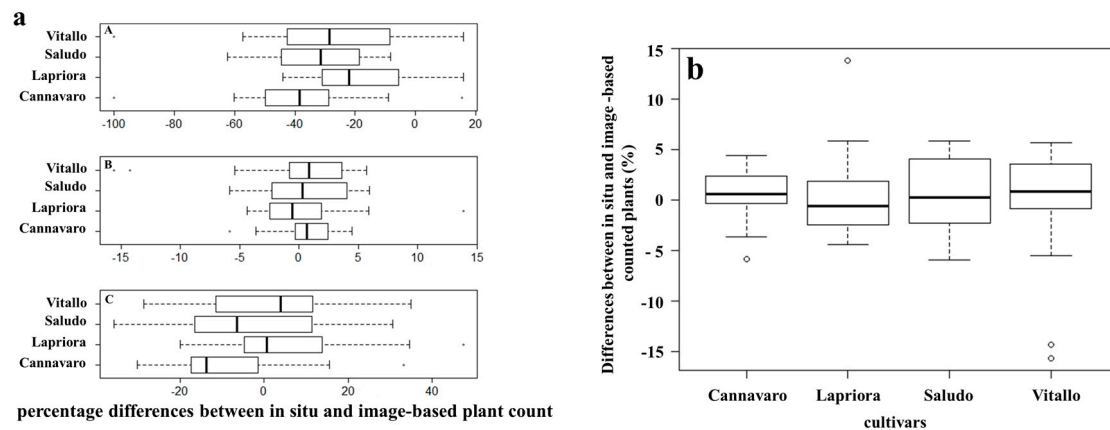 a
A
Vitallo
Saludo
Lapriora
Cannavaro
-100 -80 -60 -40 -20 0 20
B
Vitallo
Saludo
Lapriora
Cannavaro
-15 -10 -5 0 5 10 15
C
Vitallo
Saludo
Lapriora
Cannavaro
-20 0 20 40
percentage differences between in situ and image-based plant count
b
Differences between in situ and image -based
counted plants (%)
15
10
5
0
-5
-10
-15
Cannavaro Lapriora Saludo Vitallo
cultivars